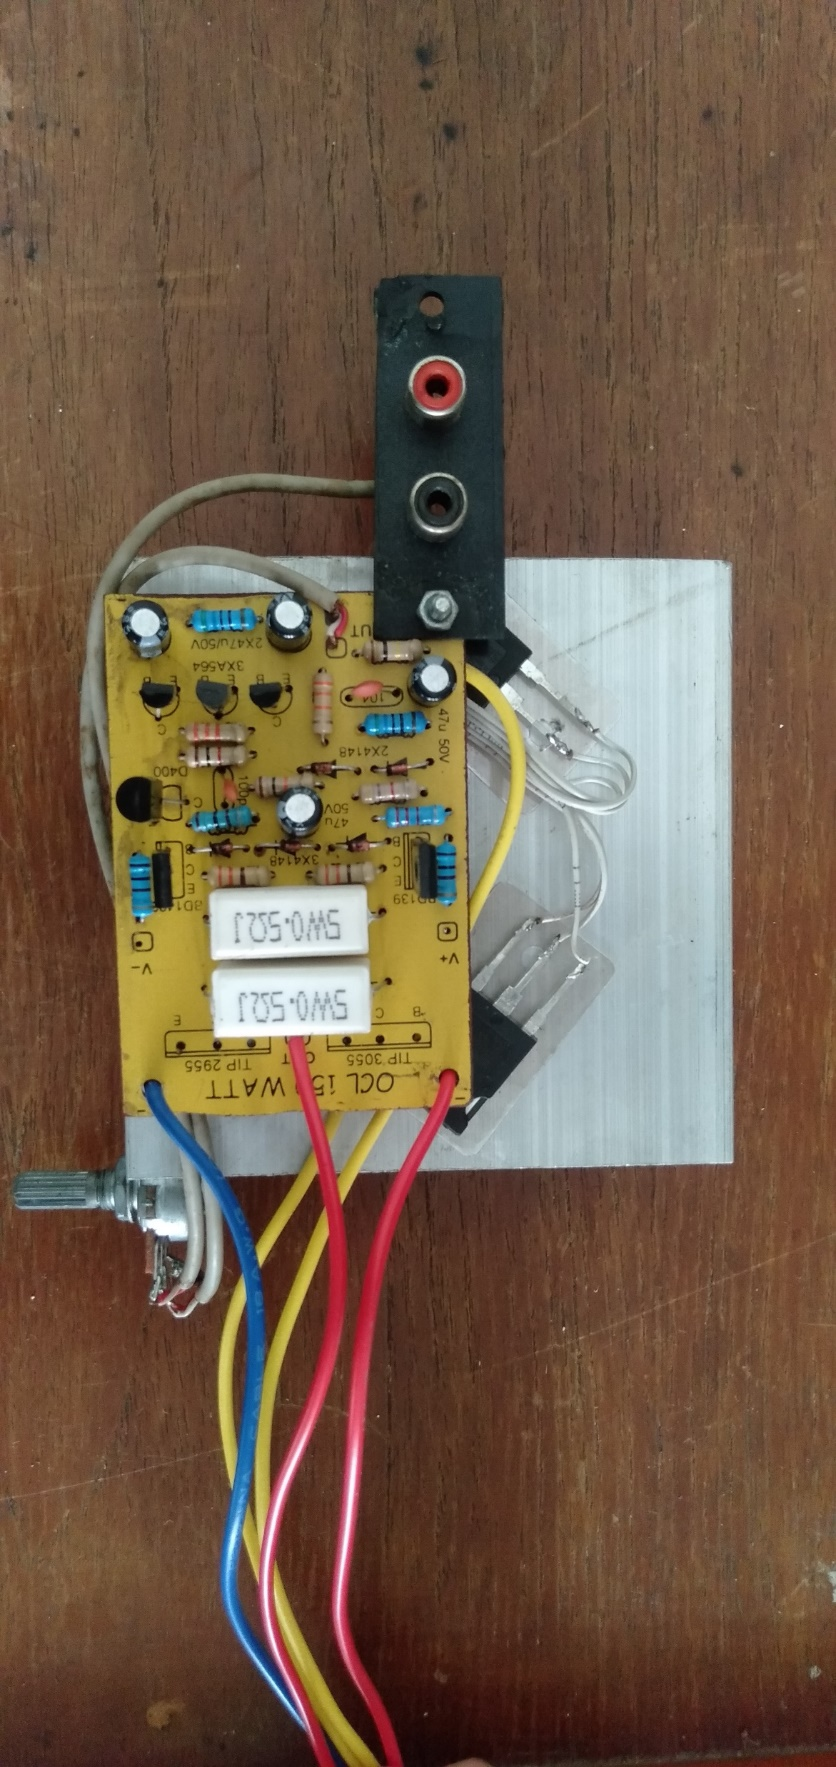 OCL 150 WATT
TIP 3055
OUT
TIP 2955
B
C
E
5W0.5ΩJ
5W0.5ΩJ
V+
V-
BD139
BD140
E
C
B
3X4148
E
C
B
47u
50V
100p
D400
C
2X4148
47u 50V
104
C
E
B
C
E
B
C
E
B
3XA564
2X47u/50V